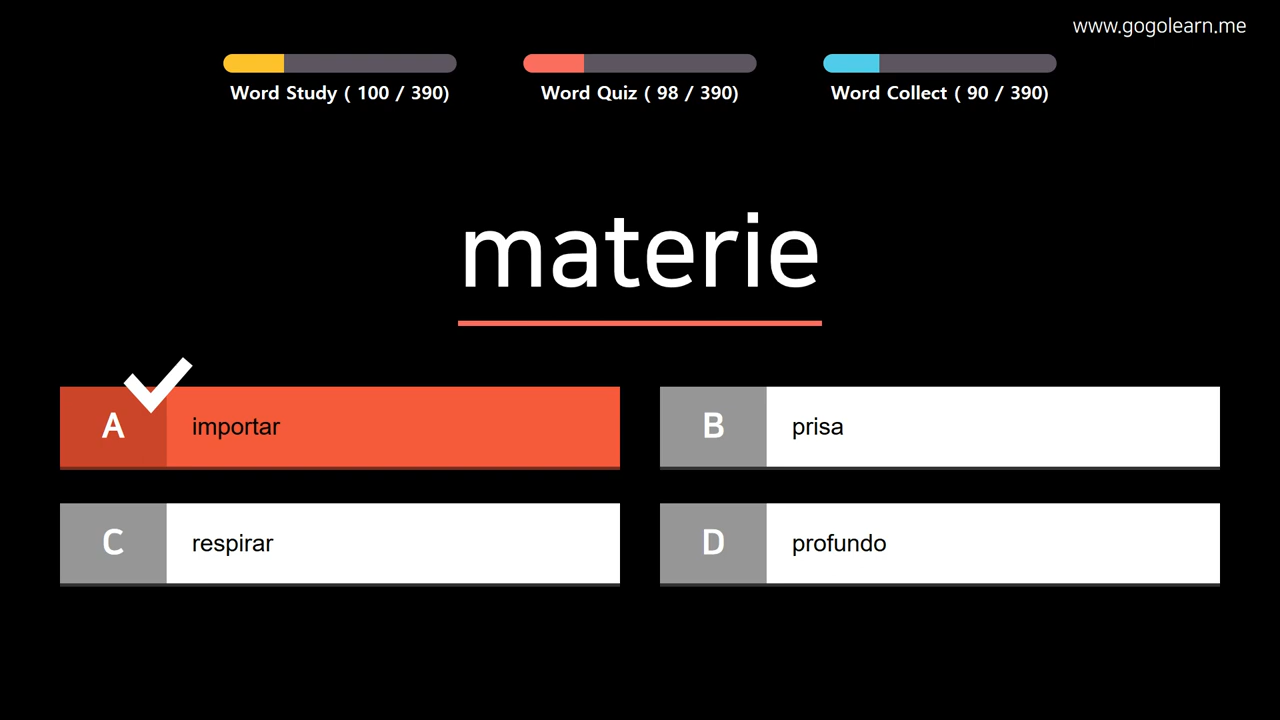 www.gogolearn.me
Word Study ( 100 / 390)
Word Quiz ( 98 / 390)
Word Collect ( 90 / 390)
materie
A importar
B prisa
C respirar
D profundo